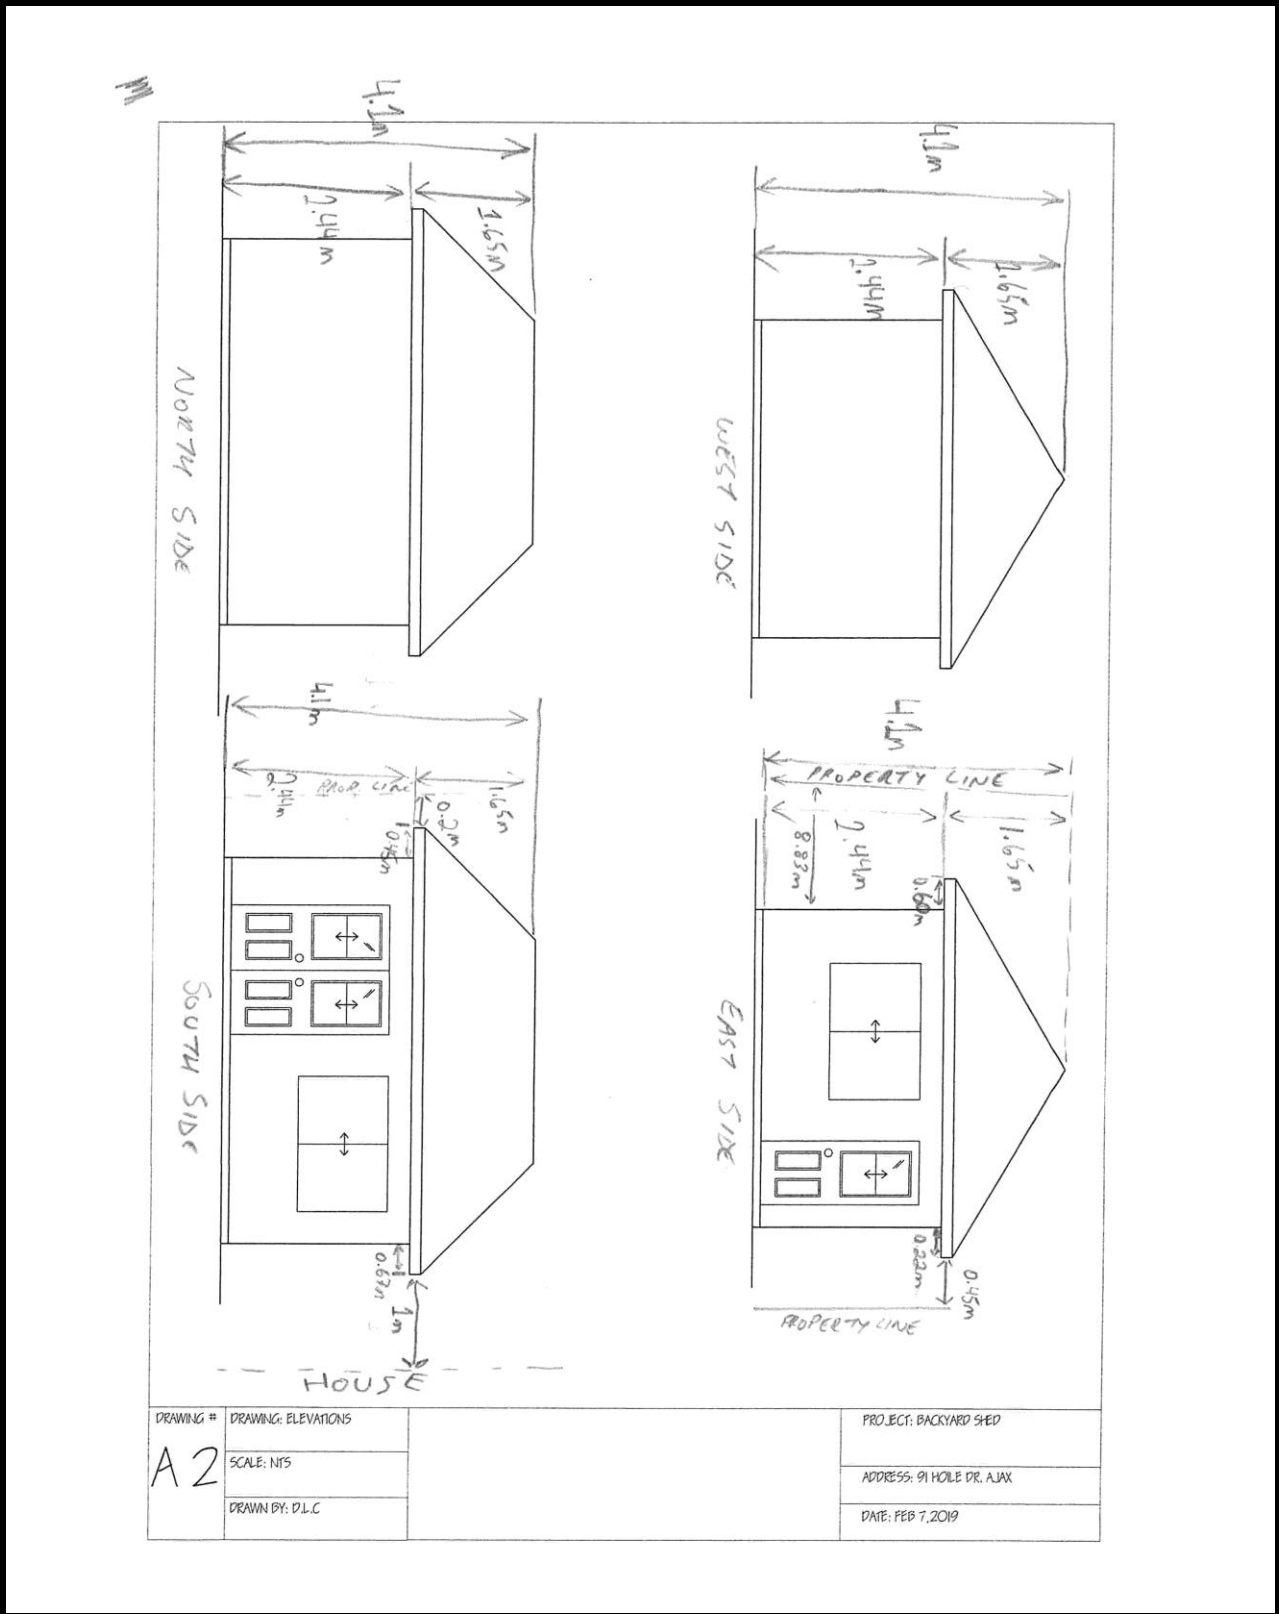 4.1m
2.44m
1.65m
NORTH SIDE
4.1m
2.44m
1.65m
WEST SIDE
4.1m
2.44m
1.65m
PROP. LINE
0.2m
0.45m
SOUTH SIDE
0.67m
1m
HOUSE
4.1m
PROPERTY LINE
2.44m
1.65m
8.83m
0.60m
EAST SIDE
0.22m
0.45m
PROPERTY LINE
DRAWING #
A2
DRAWING: ELEVATIONS
SCALE: NTS
DRAWN BY: D.L.C
PROJECT: BACKYARD SHED
ADDRESS: 91 HOILE DR. AJAX
DATE: FEB 7,2019